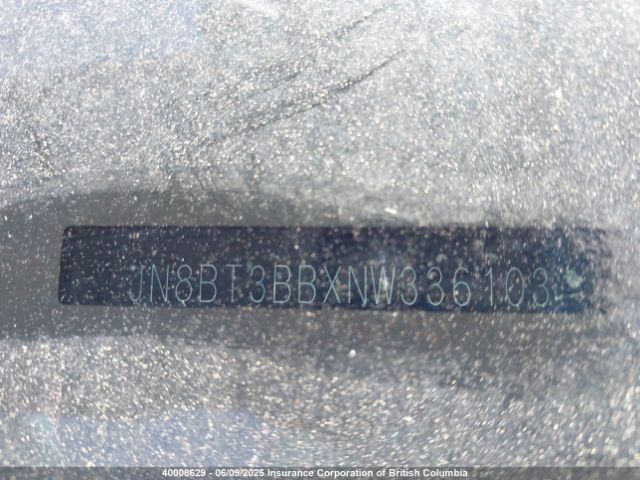 JN8BT3BBXNW336103
40008629 - 06/09/2025 Insurance Corporation of British Columbia